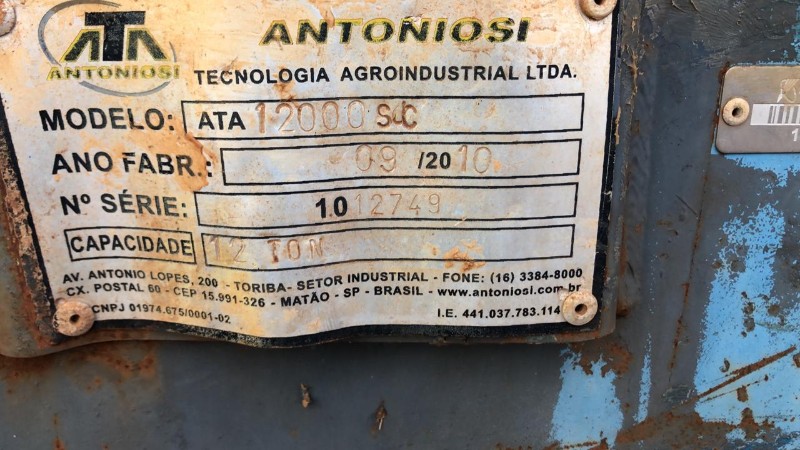 ATA
ANTONIOSI
ANTONIOSI
TECNOLOGIA AGROINDUSTRIAL LTDA.
MODELO: ATA 12000 SC
ANO FABR.: 09 /2010
Nº SÉRIE: 1.012749
CAPACIDADE 12 TON
AV. ANTONIO LOPES, 200 - TORIBA- SETOR INDUSTRIAL - FONE: (16) 3384-8000
CX. POSTAL 60 - CEP 15.991-326 - MATÃO - SP - BRASIL - www.antoniosi.com.br
CNPJ 01974.675/0001-02
I.E. 441.037.783.114